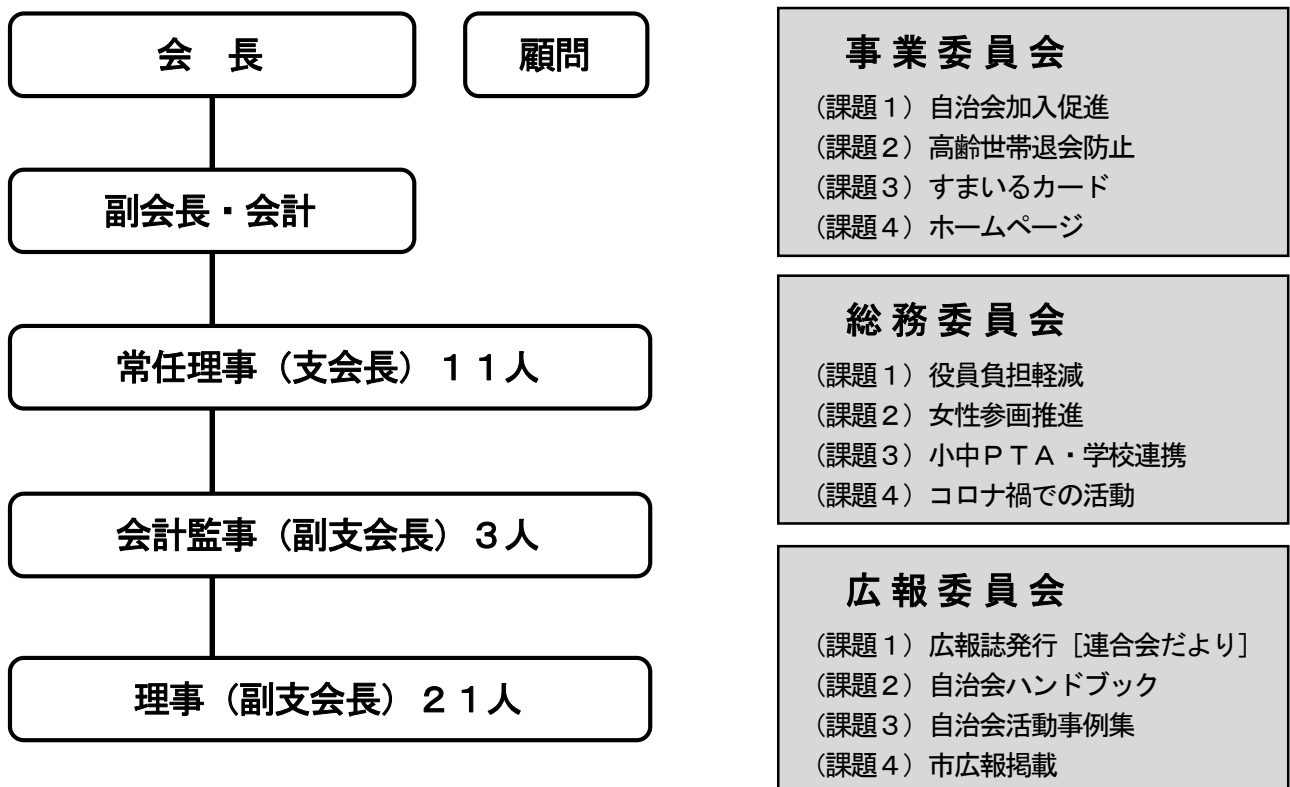 会　長
顧問
副会長・会計
常任理事（支会長）１１人
会計監事（副支会長）３人
理事（副支会長）２１人
事業委員会
（課題１）自治会加入促進
（課題２）高齢世帯退会防止
（課題３）すまいるカード
（課題４）ホームページ
総務委員会
（課題１）役員負担軽減
（課題２）女性参画推進
（課題３）小中ＰＴＡ・学校連携
（課題４）コロナ禍での活動
広報委員会
（課題１）広報誌発行［連合会だより］
（課題２）自治会ハンドブック
（課題３）自治会活動事例集
（課題４）市広報掲載